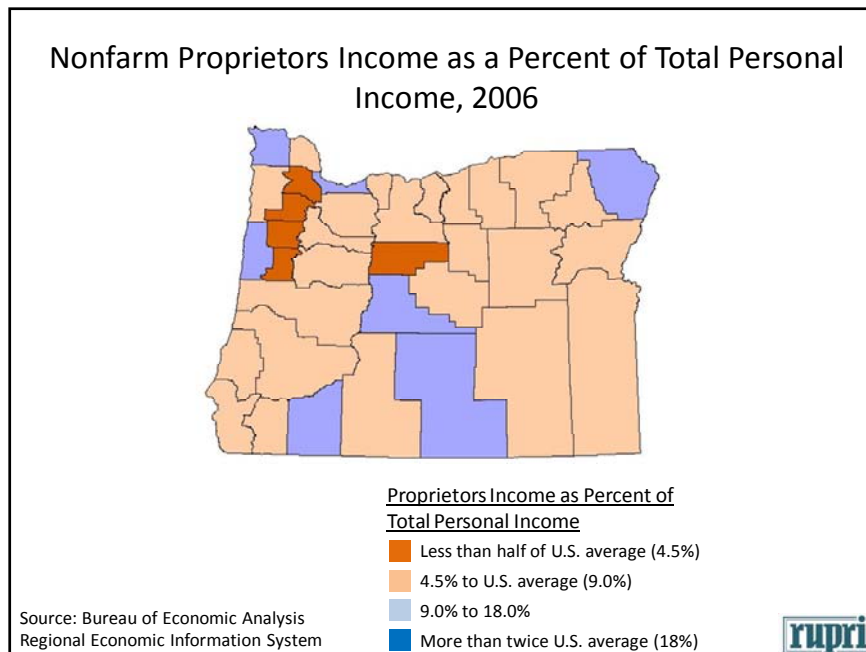 Nonfarm Proprietors Income as a Percent of Total Personal
Income, 2006
Proprietors Income as Percent of
Total Personal Income
Less than half of U.S. average (4.5%)
4.5% to U.S. average (9.0%)
9.0% to 18.0%
More than twice U.S. average (18%)
Source: Bureau of Economic Analysis
Regional Economic Information System
rupri